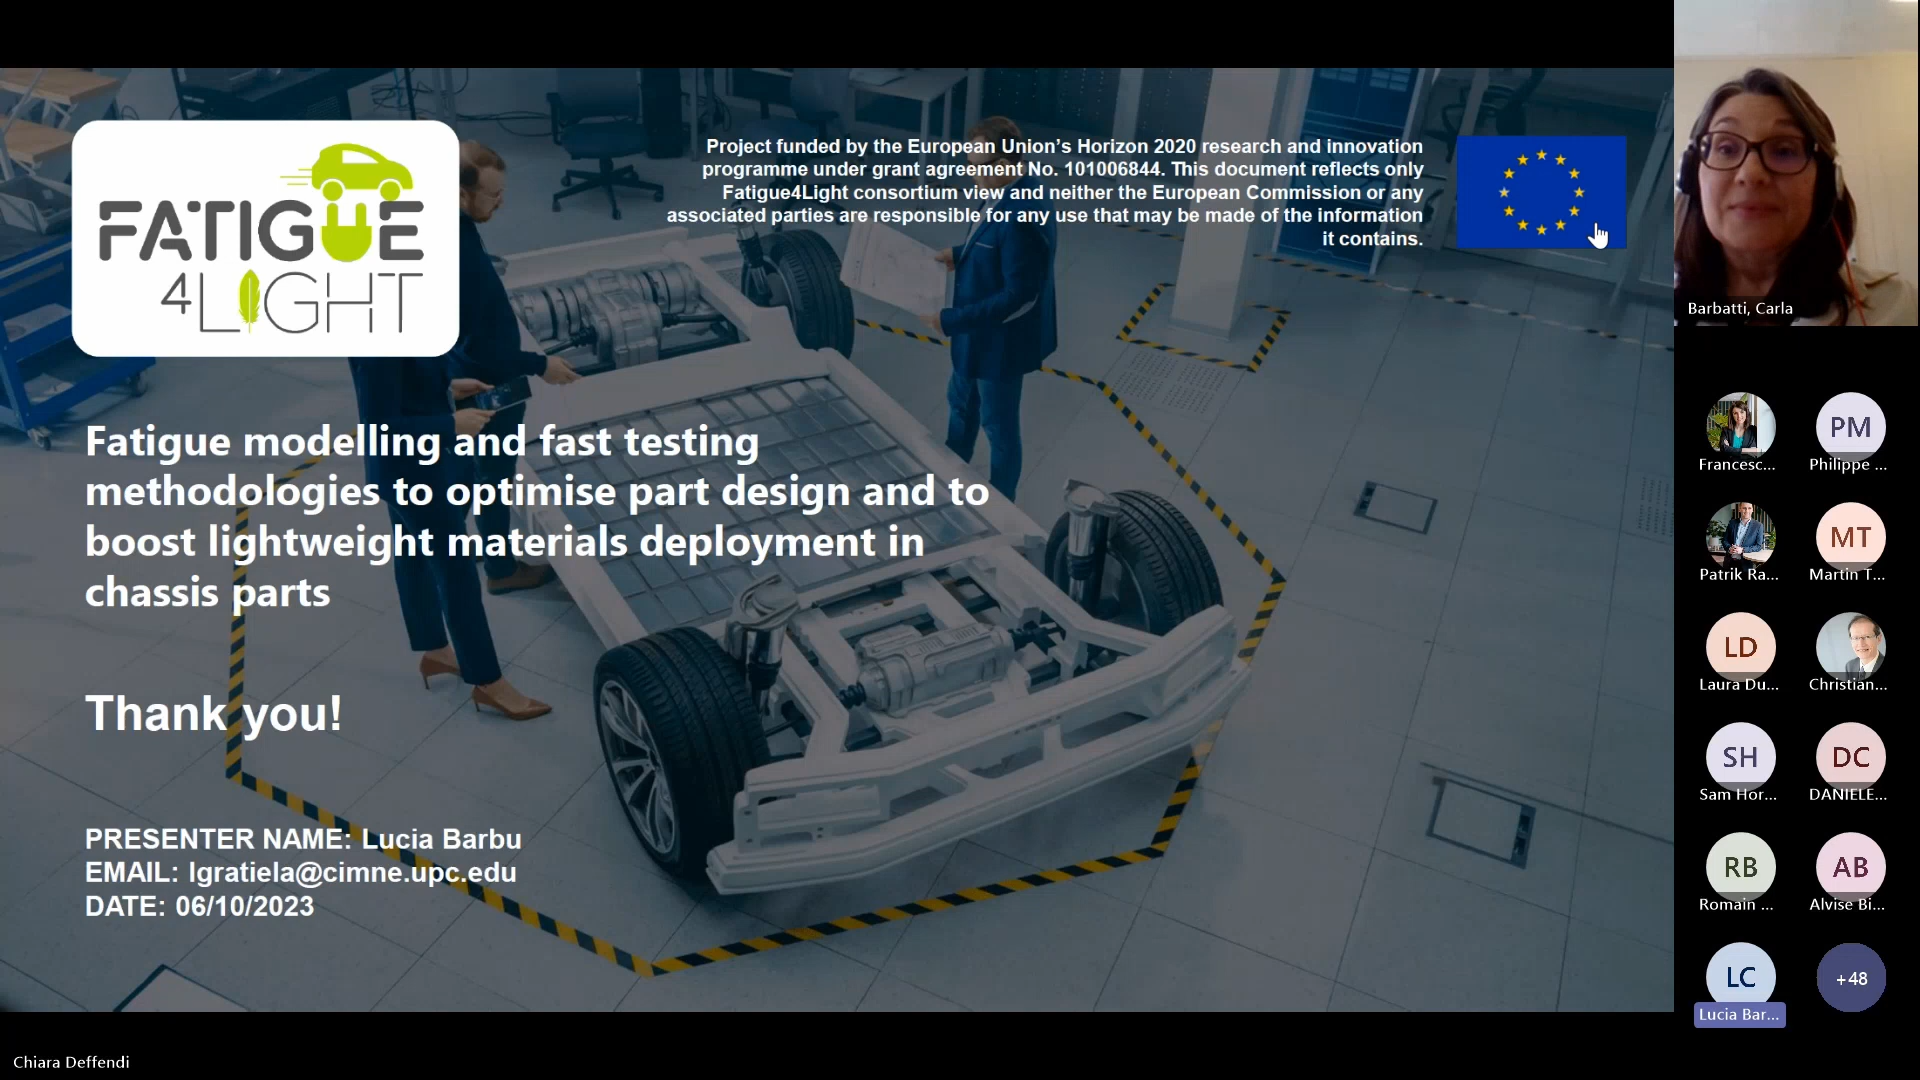 FATIGUE
4LIGHT
Project funded by the European Union’s Horizon 2020 research and innovation
programme under grant agreement No. 101006844. This document reflects only
Fatigue4Light consortium view and neither the European Commission or any
associated parties are responsible for any use that may be made of the information
it contains.
Fatigue modelling and fast testing
methodologies to optimise part design and to
boost lightweight materials deployment in
chassis parts
Thank you!
PRESENTER NAME: Lucia Barbu
EMAIL: lgratiela@cimne.upc.edu
DATE: 06/10/2023
Chiara Deffendi
Barbatti, Carla
Francesc...
PM
Philippe ...
Patrik Ra...
MT
Martin T...
LD
Laura Du...
Christian...
SH
Sam Hor...
DC
DANIELE...
RB
Romain ...
AB
Alvise Bi...
LC
Lucia Bar...
+48